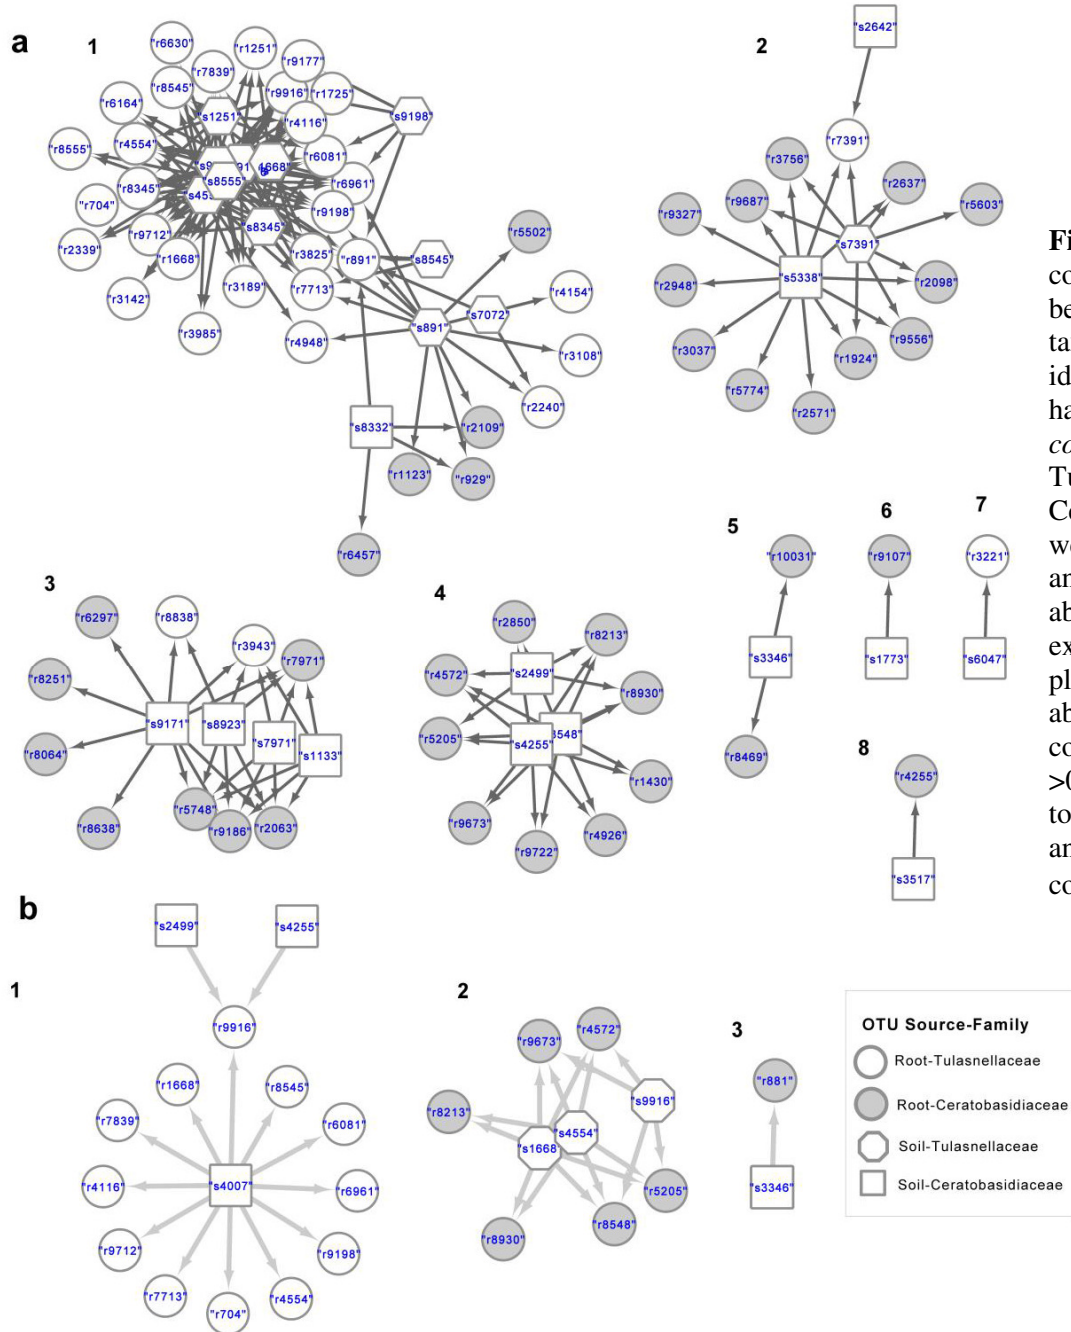 a
1
"r6630"
"r1251"
"r9177"
"r7839"
"r8545"
"r9916"
"r1725"
"r6164"
"s1251"
"r4116"
"s9198"
"r4554"
"r8555"
"r6081"
"s8555"
"r8345"
"r6961"
"r704"
"r9198"
"r9712"
"s8345"
"r2339"
"r1668"
"r3825"
"r891"
"s8545"
"r5502"
"r3189"
"r7713"
"r3142"
"r4154"
"s7072"
"s891"
"r3985"
"r4948"
"r3108"
"r2240"
"s8332"
"r2109"
"r1123"
"r929"
"r6457"
2
"s2642"
"r7391"
"r3756"
"r2637"
"r9687"
"r5603"
"r9327"
"s7391"
"s5338"
"r2948"
"r2098"
"r3037"
"r9556"
"r1924"
"r5774"
"r2571"
3
"r6297"
"r8838"
"r3943"
"r7971"
"r8251"
"s9171"
"s8923"
"s7971"
"s1133"
"r8064"
"r5748"
"r8638"
"r9186"
"r2063"
4
"r2850"
"r8213"
"r4572"
"s2499"
"r8930"
"r5205"
"s4255"
"r1430"
"r9673"
"r4926"
"r9722"
5
"r10031"
"s3346"
"r8469"
6
"r9107"
"s1773"
7
"r3221"
"s6047"
8
"r4255"
"s3517"
b
1
"s2499"
"s4255"
"r9916"
"r1668"
"r8545"
"r7839"
"r6081"
"r4116"
"s4007"
"r6961"
"r9712"
"r9198"
"r7713"
"r704"
"r4554"
2
"r9673"
"r4572"
"r8213"
"s9916"
"s4554"
"s1668"
"r5205"
"r8548"
"r8930"
3
"r881"
"s3346"
OTU Source-Family
Root-Tulasnellaceae
Root-Ceratobasidiaceae
Soil-Tulasnellaceae
Soil-Ceratobasidiaceae